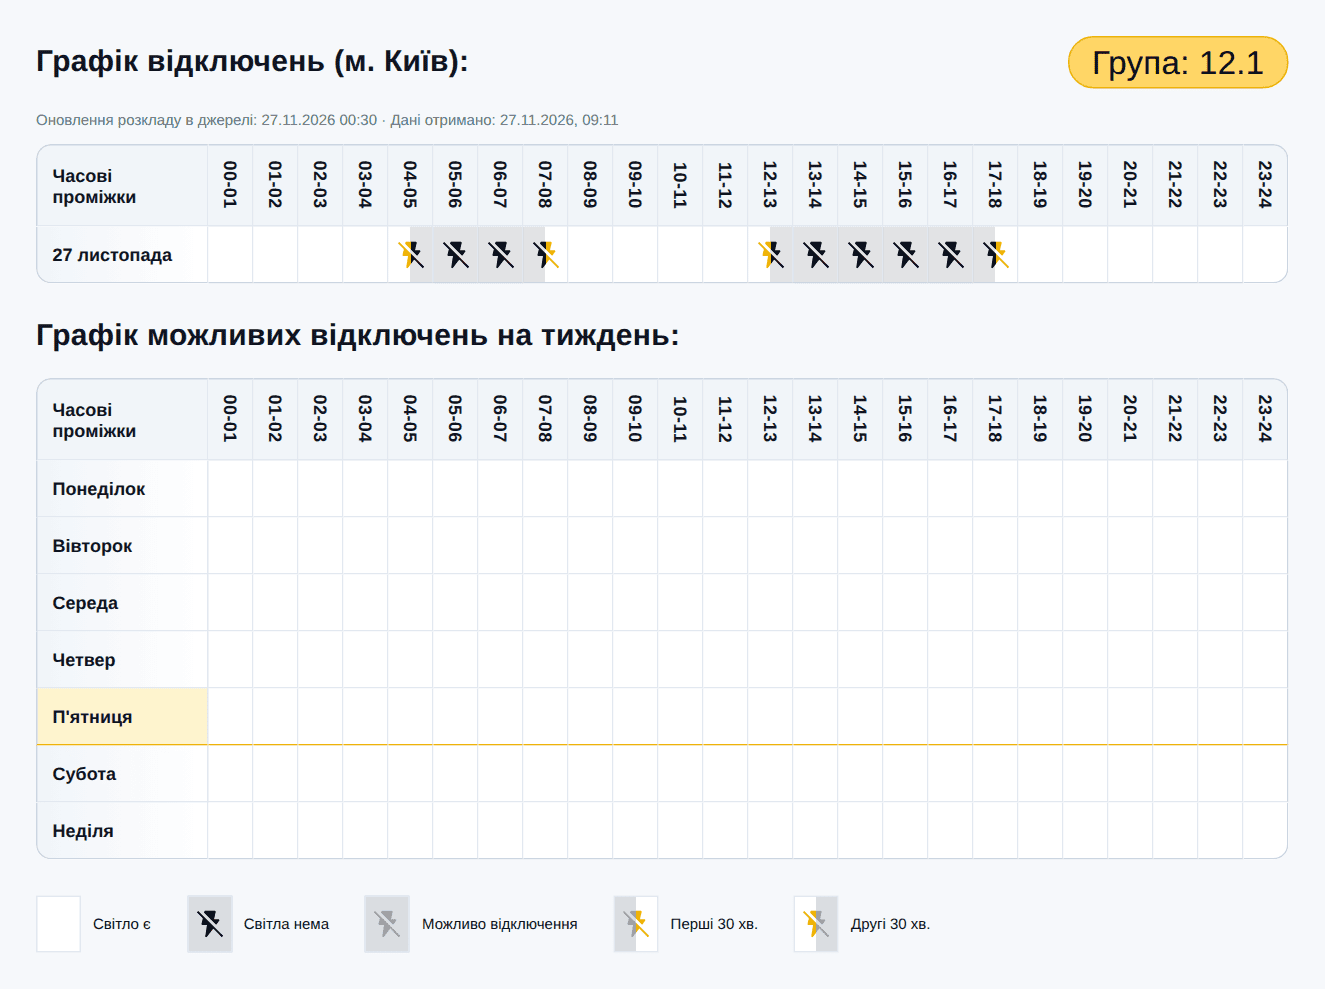 Графік відключень (м. Київ):
Група: 12.1
Оновлення розкладу в джерелі: 27.11.2026 00:30 · Дані отримано: 27.11.2026, 09:11
Часові
проміжки
00-01 01-02 02-03 03-04 04-05 05-06 06-07 07-08 08-09 09-10 10-11 11-12 12-13 13-14 14-15 15-16 16-17 17-18 18-19 19-20 20-21 21-22 22-23 23-24
27 листопада
Графік можливих відключень на тиждень:
Часові
проміжки
00-01 01-02 02-03 03-04 04-05 05-06 06-07 07-08 08-09 09-10 10-11 11-12 12-13 13-14 14-15 15-16 16-17 17-18 18-19 19-20 20-21 21-22 22-23 23-24
Понеділок
Вівторок
Середа
Четвер
П'ятниця
Субота
Неділя
Світло є Світла нема Можливо відключення Перші 30 хв. Другі 30 хв.